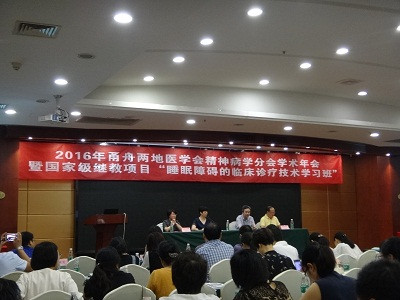 2016年甬舟两地医学会精神病学分会学术年会
暨国家级继教项目“睡眠障碍的临床诊疗技术学习班”